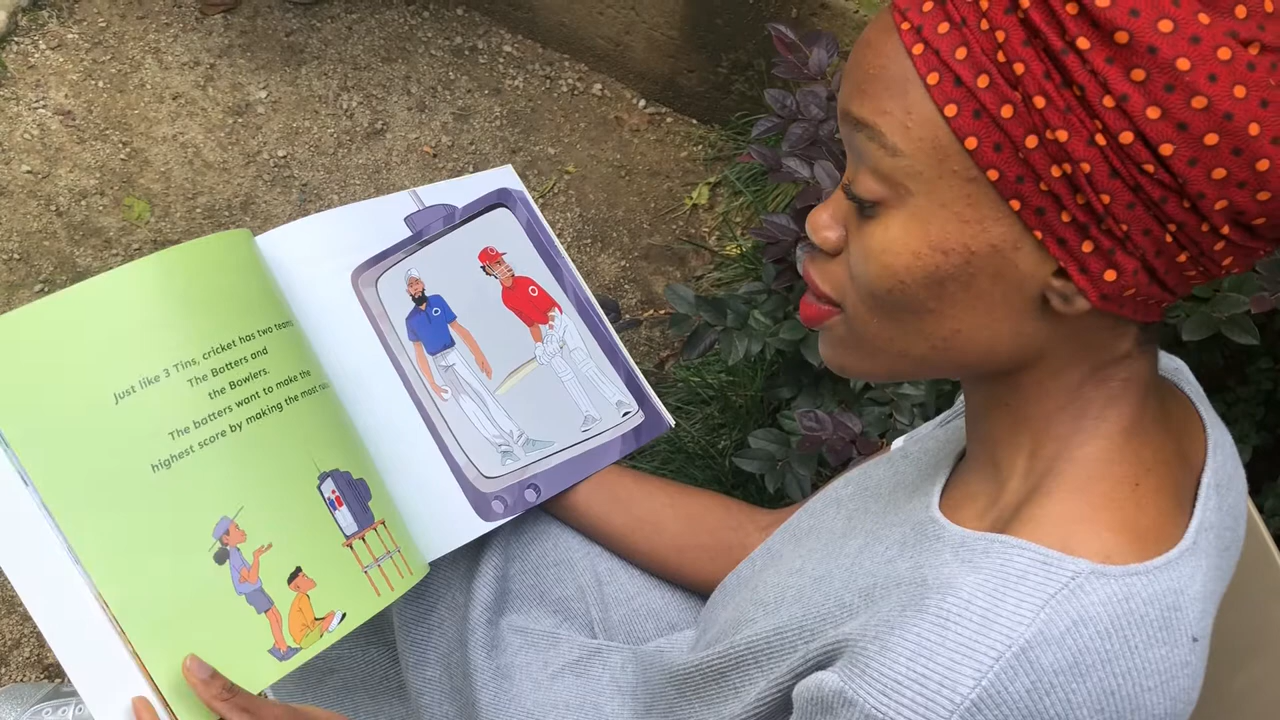 Just like 3 Tins, cricket has two teams
The Batters and
the Bowlers.
The batters want to make the
highest score by making the most runs